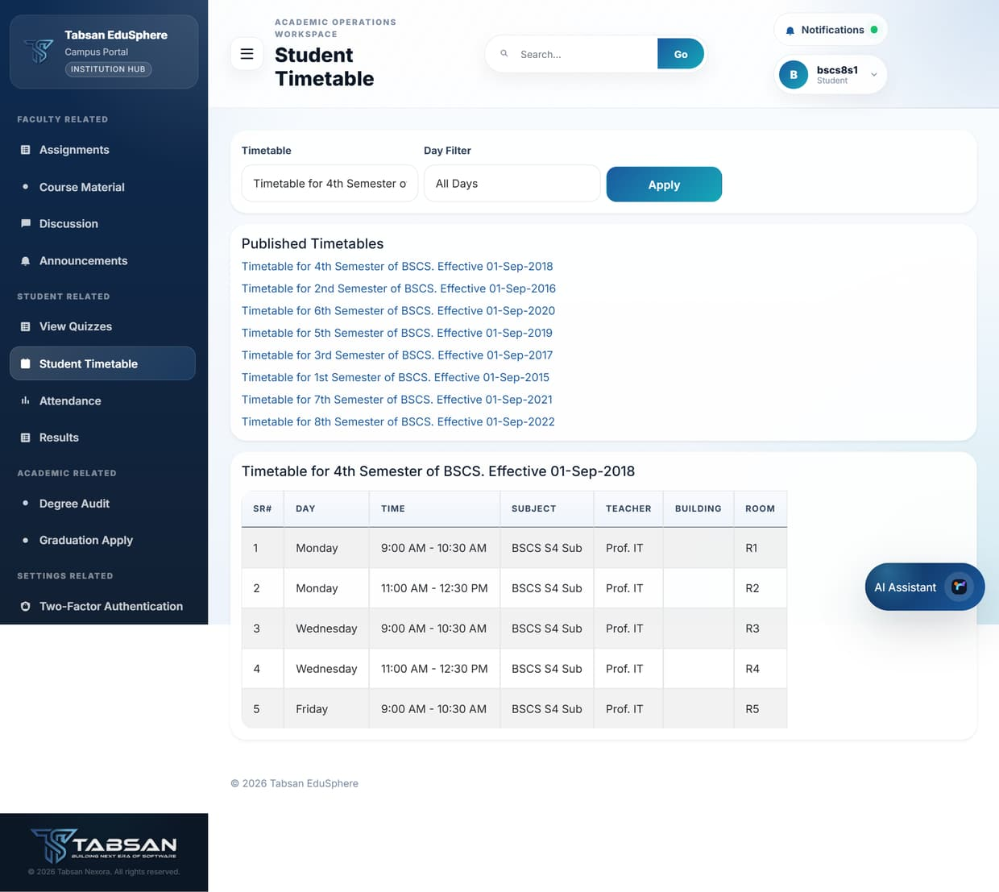 Tabsan EduSphere
Campus Portal
INSTITUTION HUB
FACULTY RELATED
Assignments
Course Material
Discussion
Announcements
STUDENT RELATED
View Quizzes
Student Timetable
Attendance
Results
ACADEMIC RELATED
Degree Audit
Graduation Apply
SETTINGS RELATED
Two-Factor Authentication
TABSAN
BUILDING NEXT ERA OF SOFTWARE
© 2026 Tabsan Nexora. All rights reserved.
ACADEMIC OPERATIONS
WORKSPACE
Student
Timetable
Search...
Go
Notifications
B
bscs8s1
Student
Timetable
Day Filter
Timetable for 4th Semester o
All Days
Apply
Published Timetables
Timetable for 4th Semester of BSCS. Effective 01-Sep-2018
Timetable for 2nd Semester of BSCS. Effective 01-Sep-2016
Timetable for 6th Semester of BSCS. Effective 01-Sep-2020
Timetable for 5th Semester of BSCS. Effective 01-Sep-2019
Timetable for 3rd Semester of BSCS. Effective 01-Sep-2017
Timetable for 1st Semester of BSCS. Effective 01-Sep-2015
Timetable for 7th Semester of BSCS. Effective 01-Sep-2021
Timetable for 8th Semester of BSCS. Effective 01-Sep-2022
Timetable for 4th Semester of BSCS. Effective 01-Sep-2018
SR# DAY TIME SUBJECT TEACHER BUILDING ROOM
1 Monday 9:00 AM - 10:30 AM BSCS S4 Sub Prof. IT R1
2 Monday 11:00 AM - 12:30 PM BSCS S4 Sub Prof. IT R2
3 Wednesday 9:00 AM - 10:30 AM BSCS S4 Sub Prof. IT R3
4 Wednesday 11:00 AM - 12:30 PM BSCS S4 Sub Prof. IT R4
5 Friday 9:00 AM - 10:30 AM BSCS S4 Sub Prof. IT R5
AI Assistant
© 2026 Tabsan EduSphere